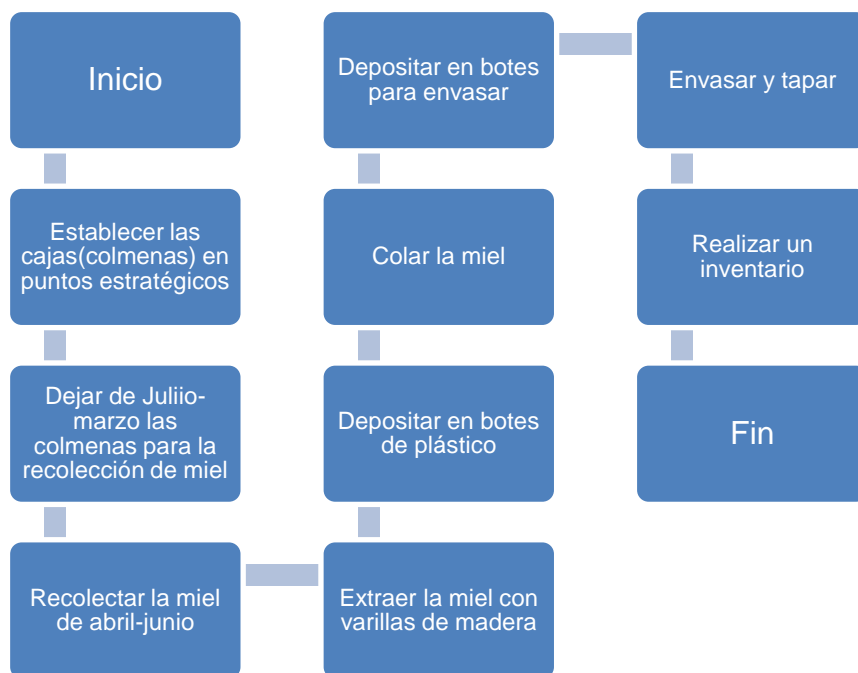 Inicio
Establecer las
cajas(colmenas) en
puntos estratégicos
Dejar de Juliio-
marzo las
colmenas para la
recolección de miel
Recolectar la miel
de abril-junio
Extraer la miel con
varillas de madera
Depositar en botes
de plástico
Colar la miel
Depositar en botes
para envasar
Envasar y tapar
Realizar un
inventario
Fin